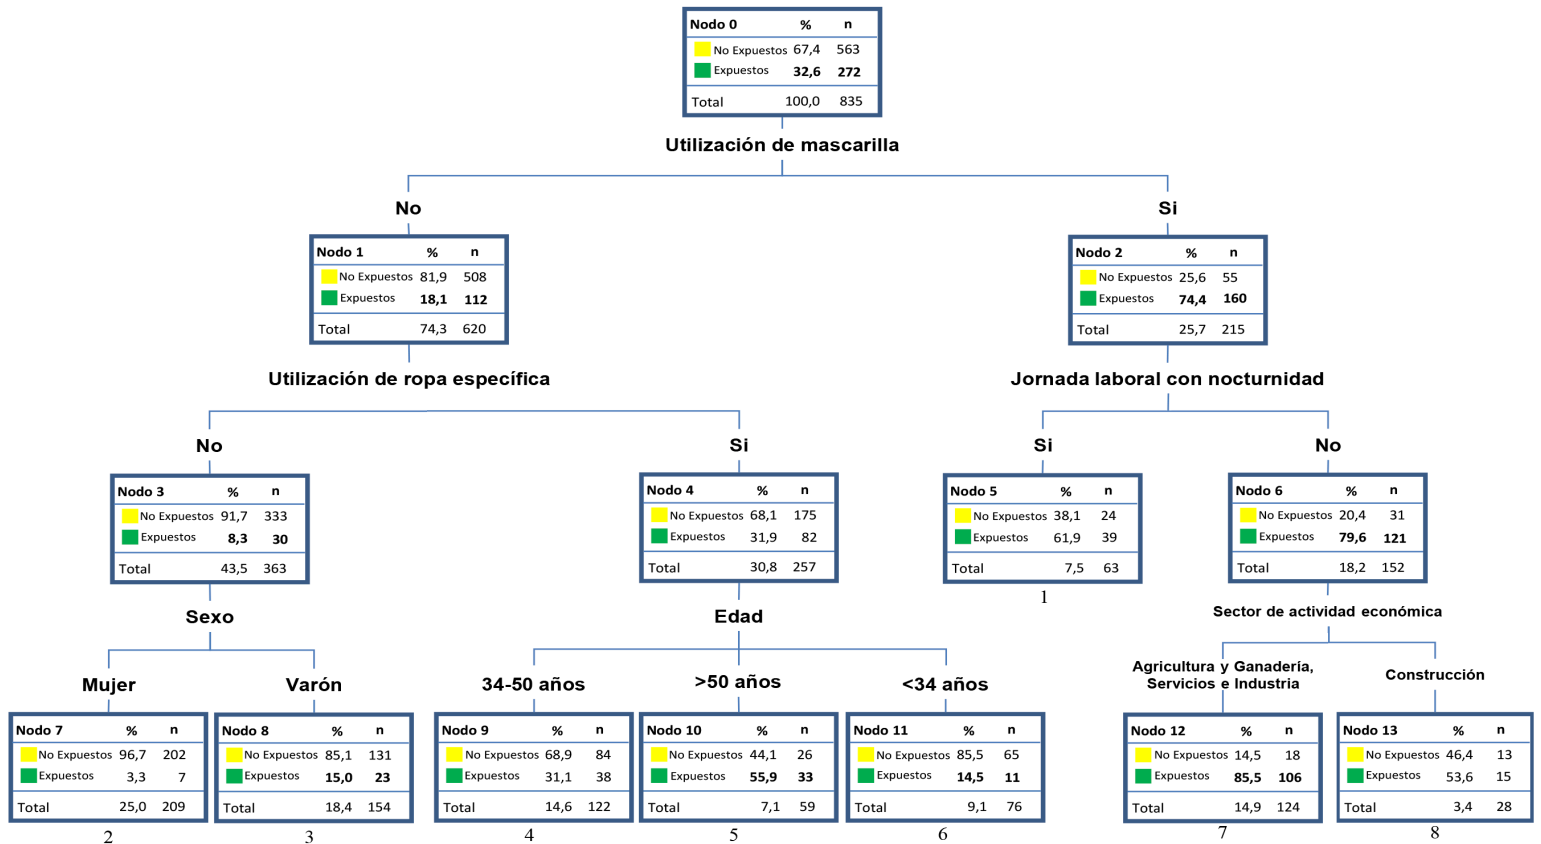 Nodo 0 % n
No Expuestos 67,4 563
Expuestos 32,6 272
Total 100,0 835
Utilización de mascarilla
No
Si
Nodo 1 % n
No Expuestos 81,9 508
Expuestos 18,1 112
Total 74,3 620
Nodo 2 % n
No Expuestos 25,6 55
Expuestos 74,4 160
Total 25,7 215
Utilización de ropa específica
Jornada laboral con nocturnidad
No
Si
Si
No
Nodo 3 % n
No Expuestos 91,7 333
Expuestos 8,3 30
Total 43,5 363
Nodo 4 % n
No Expuestos 68,1 175
Expuestos 31,9 82
Total 30,8 257
Nodo 5 % n
No Expuestos 38,1 24
Expuestos 61,9 39
Total 7,5 63
1
Nodo 6 % n
No Expuestos 20,4 31
Expuestos 79,6 121
Total 18,2 152
Sexo
Edad
Sector de actividad económica
Mujer
Varón
34-50 años
>50 años
<34 años
Agricultura y Ganadería,
Servicios e Industria
Construcción
Nodo 7 % n
No Expuestos 96,7 202
Expuestos 3,3 7
Total 25,0 209
2
Nodo 8 % n
No Expuestos 85,1 131
Expuestos 15,0 23
Total 18,4 154
3
Nodo 9 % n
No Expuestos 68,9 84
Expuestos 31,1 38
Total 14,6 122
4
Nodo 10 % n
No Expuestos 44,1 26
Expuestos 55,9 33
Total 7,1 59
5
Nodo 11 % n
No Expuestos 85,5 65
Expuestos 14,5 11
Total 9,1 76
6
Nodo 12 % n
No Expuestos 14,5 18
Expuestos 85,5 106
Total 14,9 124
7
Nodo 13 % n
No Expuestos 46,4 13
Expuestos 53,6 15
Total 3,4 28
8